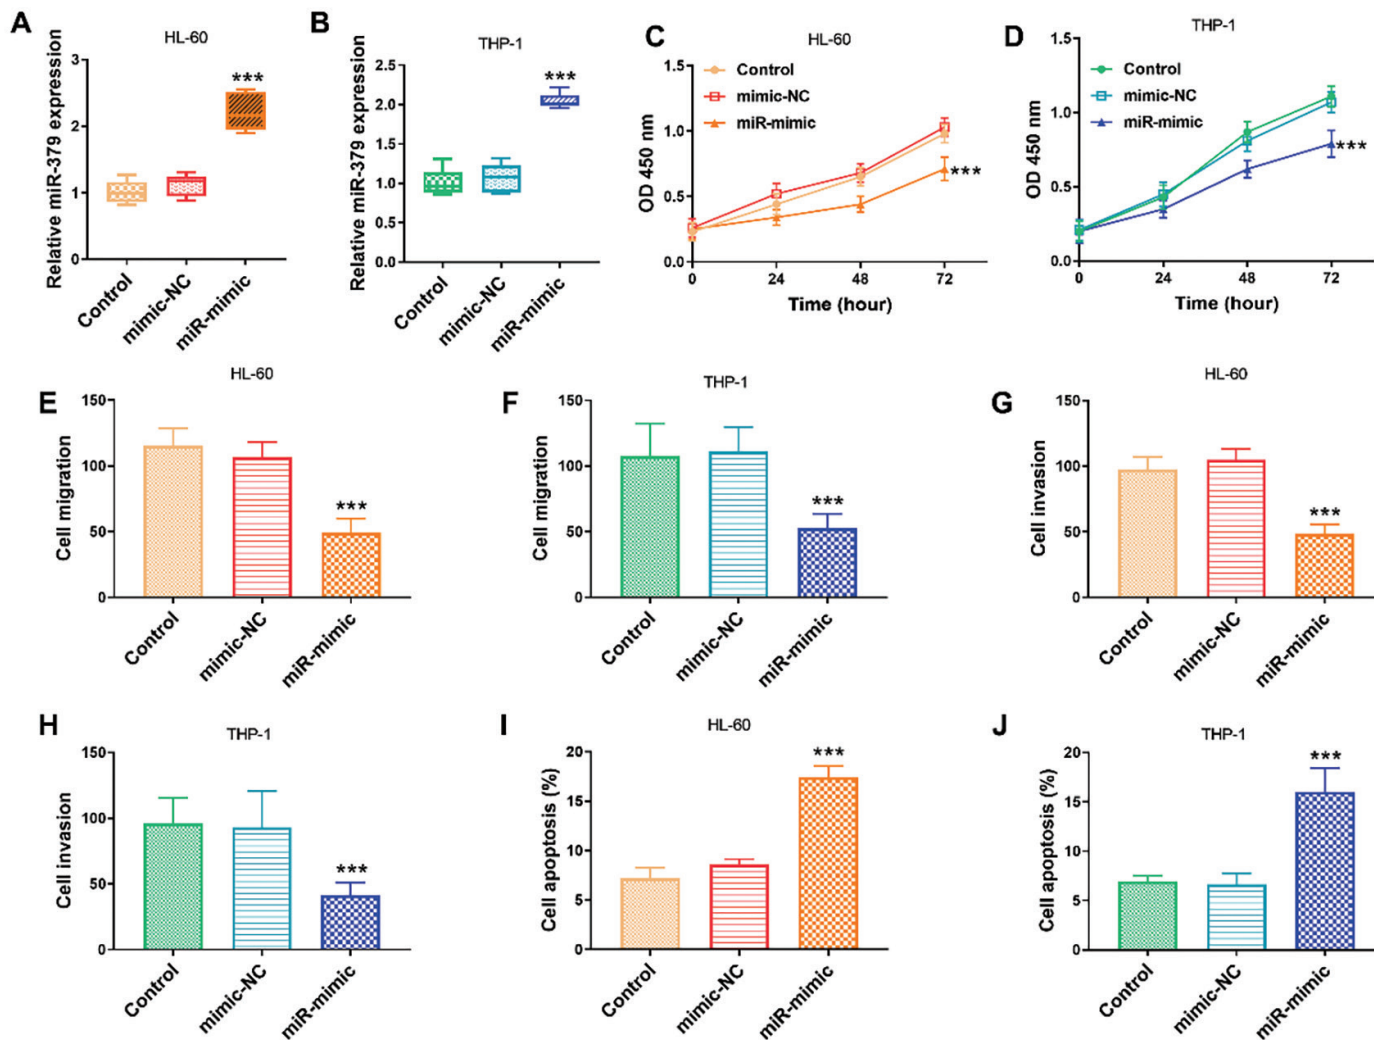 A
HL-60
Relative miR-379 expression
3
2
1
0
***
Control
mimic-NC
miR-mimic
B
THP-1
Relative miR-379 expression
2.5
2.0
1.5
1.0
0.5
0.0
***
Control
mimic-NC
miR-mimic
C
HL-60
OD 450 nm
1.5
1.0
0.5
0.0
Control
mimic-NC
miR-mimic
***
0 24 48 72
Time (hour)
D
THP-1
OD 450 nm
1.5
1.0
0.5
0.0
Control
mimic-NC
miR-mimic
***
0 24 48 72
Time (hour)
E
HL-60
Cell migration
150
100
50
0
***
Control
mimic-NC
miR-mimic
F
THP-1
Cell migration
150
100
50
0
***
Control
mimic-NC
miR-mimic
G
HL-60
Cell invasion
150
100
50
0
***
Control
mimic-NC
miR-mimic
H
THP-1
Cell invasion
150
100
50
0
***
Control
mimic-NC
miR-mimic
I
HL-60
Cell apoptosis (%)
20
15
10
5
0
***
Control
mimic-NC
miR-mimic
J
THP-1
Cell apoptosis (%)
20
15
10
5
0
***
Control
mimic-NC
miR-mimic